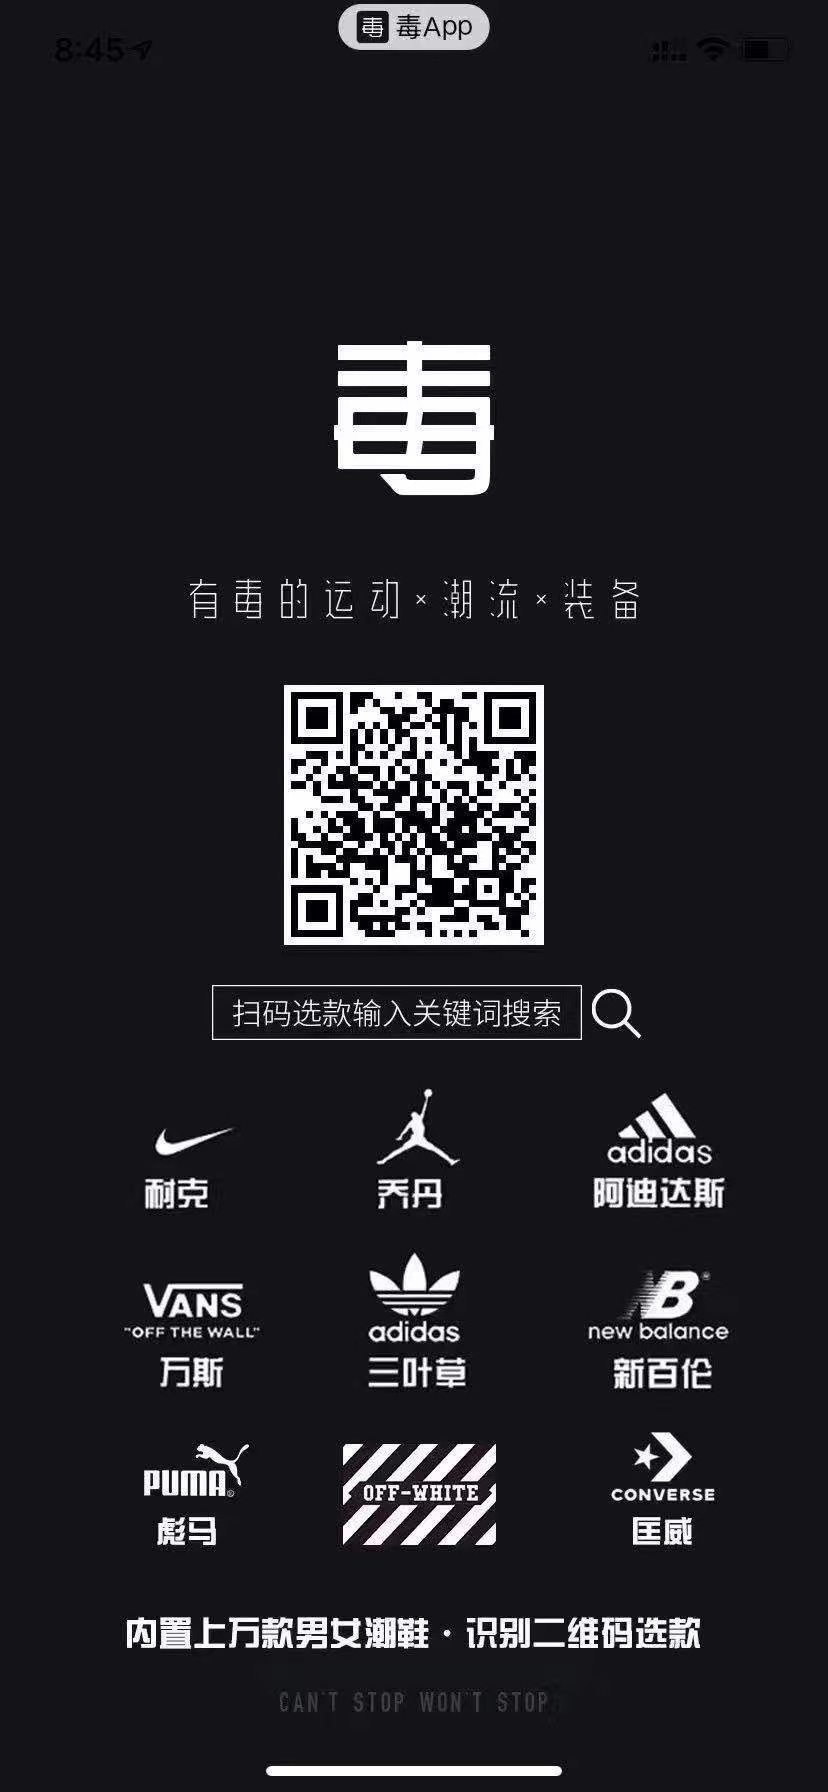 毒App
8:45
毒
有毒的运动×潮流×装备
扫码选款输入关键词搜索
耐克
乔丹
adidas
阿迪达斯
VANS
"OFF THE WALL"
万斯
adidas
三叶草
NB
new balance
新百伦
PUMA
彪马
OFF-WHITE
CONVERSE
匡威
内置上万款男女潮鞋·识别二维码选款
CAN'T STOP WON'T STOP